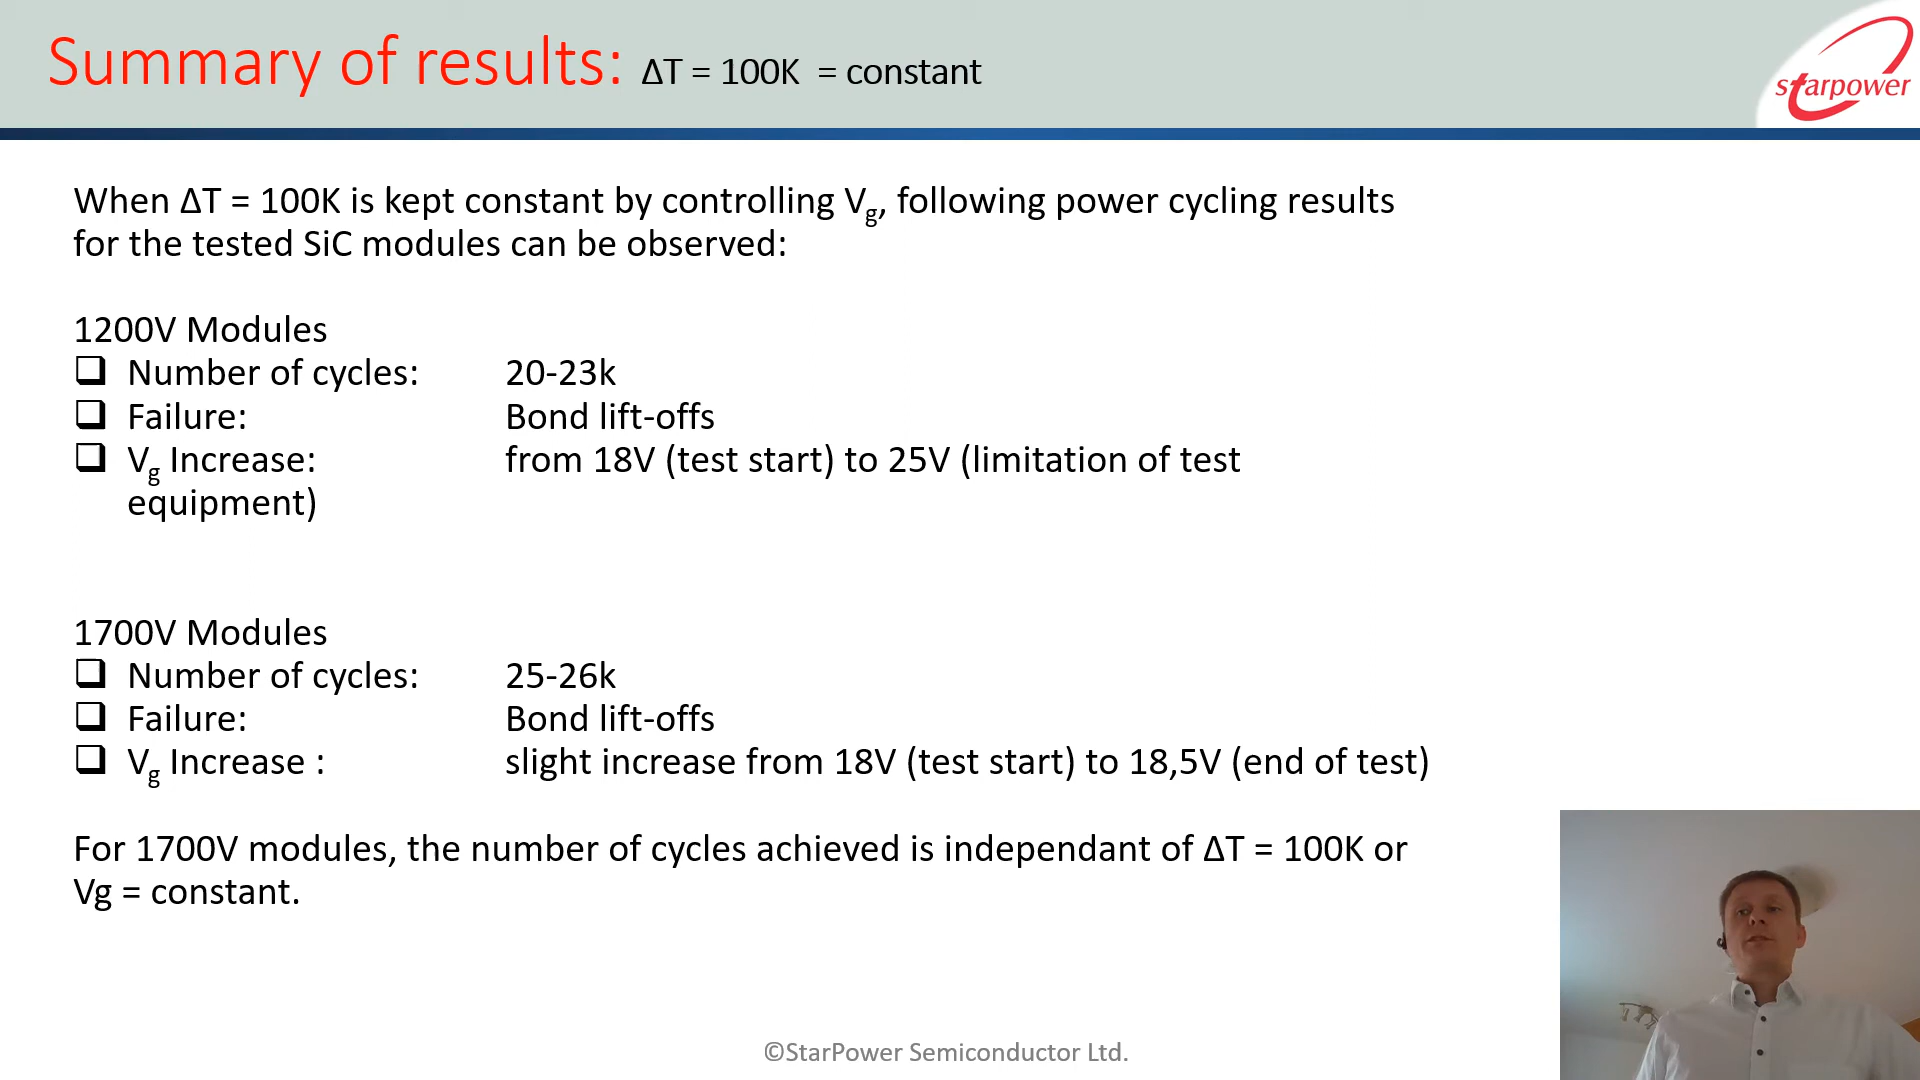 Summary of results: ΔT = 100K = constant
starpower
When ΔT = 100K is kept constant by controlling Vg, following power cycling results
for the tested SiC modules can be observed:
1200V Modules
❑ Number of cycles: 20-23k
❑ Failure: Bond lift-offs
❑ Vg Increase: from 18V (test start) to 25V (limitation of test
equipment)
1700V Modules
❑ Number of cycles: 25-26k
❑ Failure: Bond lift-offs
❑ Vg Increase : slight increase from 18V (test start) to 18,5V (end of test)
For 1700V modules, the number of cycles achieved is independant of ΔT = 100K or
Vg = constant.
©StarPower Semiconductor Ltd.